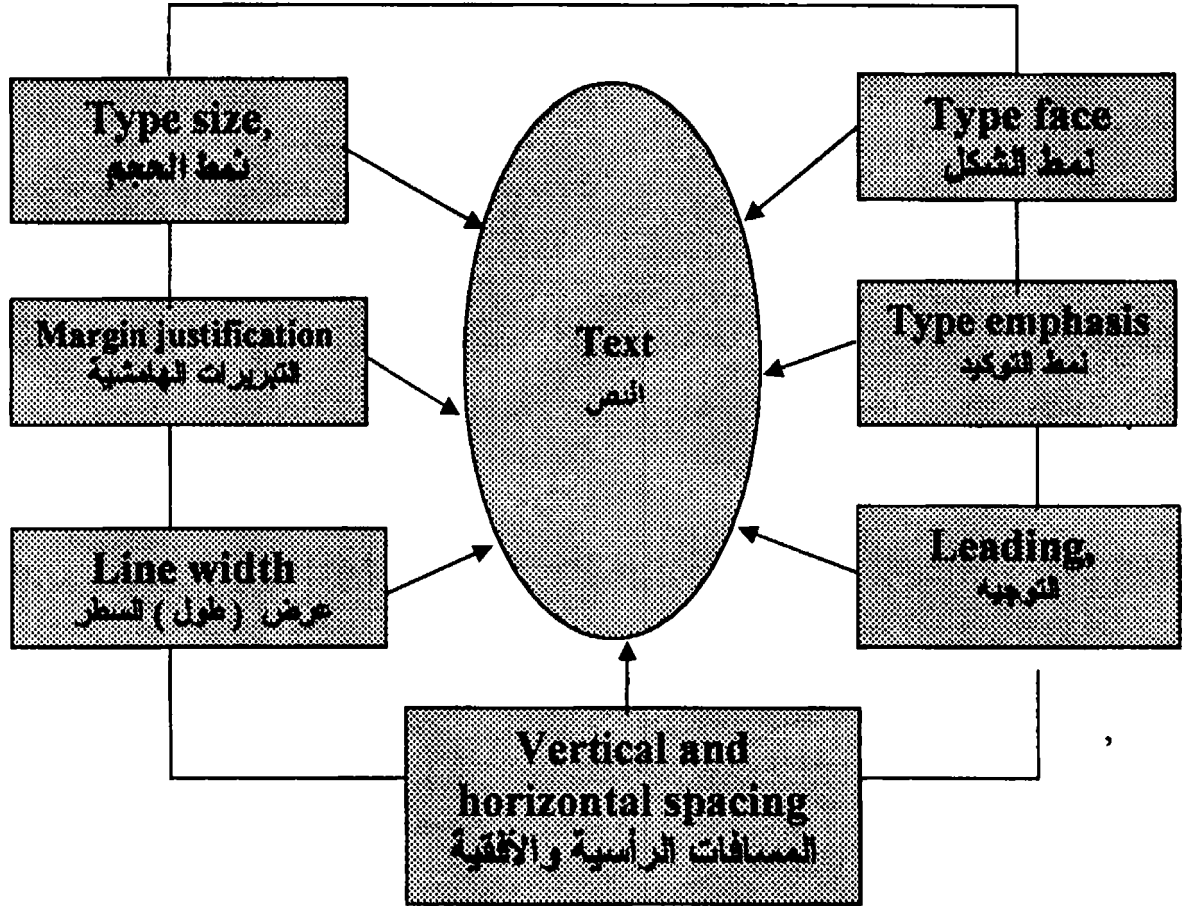 Type size,
نمط الحجم
Type face
نمط الشكل
Margin justification
التبريرات الهامشية
Text
النص
Type emphasis
نمط التوكيد
Line width
عرض (طول) السطر
Leading,
التوجيه
Vertical and
horizontal spacing
المسافات الرأسية والأفقية